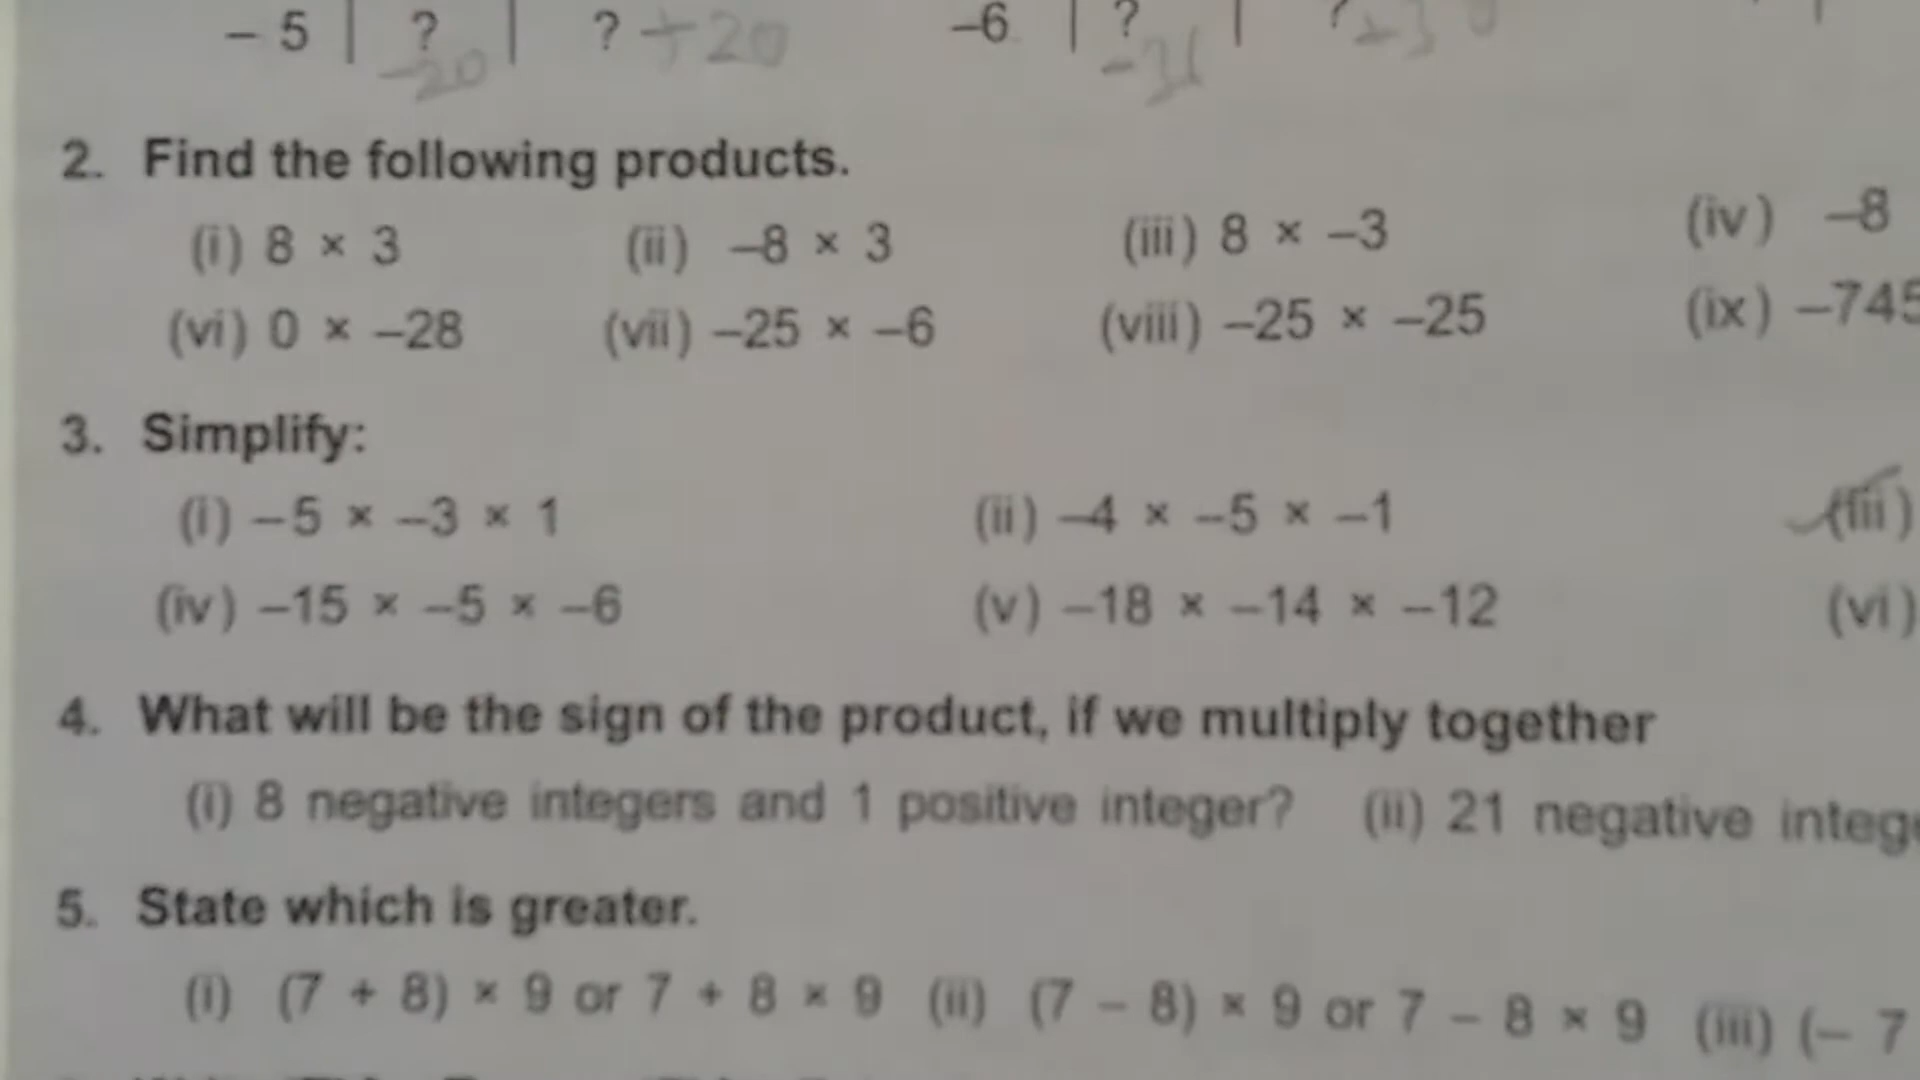 – 5 | ? | ? +20 –6 | ? |
–20
2. Find the following products.
(i) 8 × 3 (ii) –8 × 3 (iii) 8 × –3 (iv) –8
(vi) 0 × –28 (vii) –25 × –6 (viii) –25 × –25 (ix) –745
3. Simplify:
(i) –5 × –3 × 1 (ii) –4 × –5 × –1 (iii)
(iv) –15 × –5 × –6 (v) –18 × –14 × –12 (vi)
4. What will be the sign of the product, if we multiply together
(i) 8 negative integers and 1 positive integer? (ii) 21 negative
5. State which is greater.
(i) (7 + 8) × 9 or 7 + 8 × 9 (ii) (7 – 8) × 9 or 7 – 8 × 9 (iii) (– 7